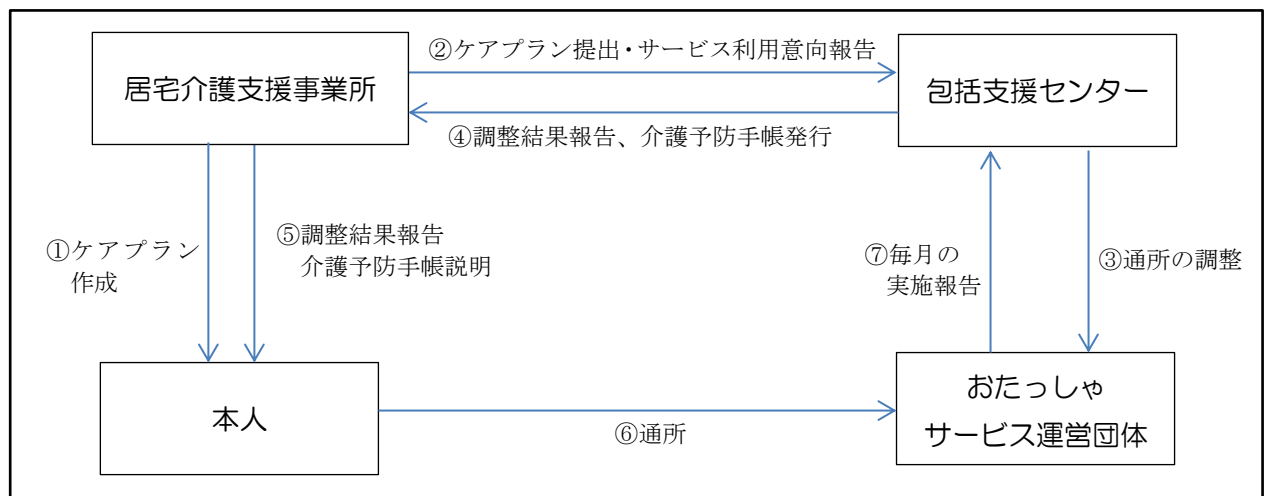 ②ケアプラン提出・サービス利用意向報告
居宅介護支援事業所
包括支援センター
④調整結果報告、介護予防手帳発行
①ケアプラン
作成
⑤調整結果報告
介護予防手帳説明
⑦毎月の
実施報告
③通所の調整
本人
⑥通所
おたっしゃ
サービス運営団体